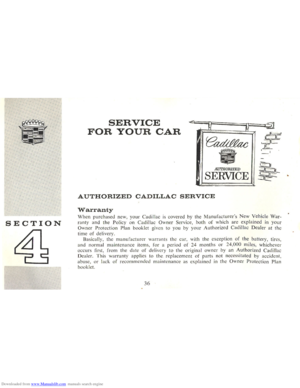 SERVICE
FOR YOUR CAR
Cadillac
AUTHORIZED
SERVICE
SECTION
4
AUTHORIZED CADILLAC SERVICE
Warranty
When purchased new, your Cadillac is covered by the Manufacturer's New Vehicle War-
ranty and the Policy on Cadillac Owner Service, both of which are explained in your
Owner Protection Plan booklet given to you by your Authorized Cadillac Dealer at the
time of delivery.
Basically, the manufacturer warrants the car, with the exception of the battery, tires,
and normal maintenance items, for a period of 24 months or 24,000 miles, whichever
occurs first, from the date of delivery to the original owner by an Authorized Cadillac
Dealer. This warranty applies to the replacement of parts not necessitated by accident,
abuse, or lack of recommended maintenance as explained in the Owner Protection Plan
booklet.
36
Downloaded from www.Manualslib.com manuals search engine